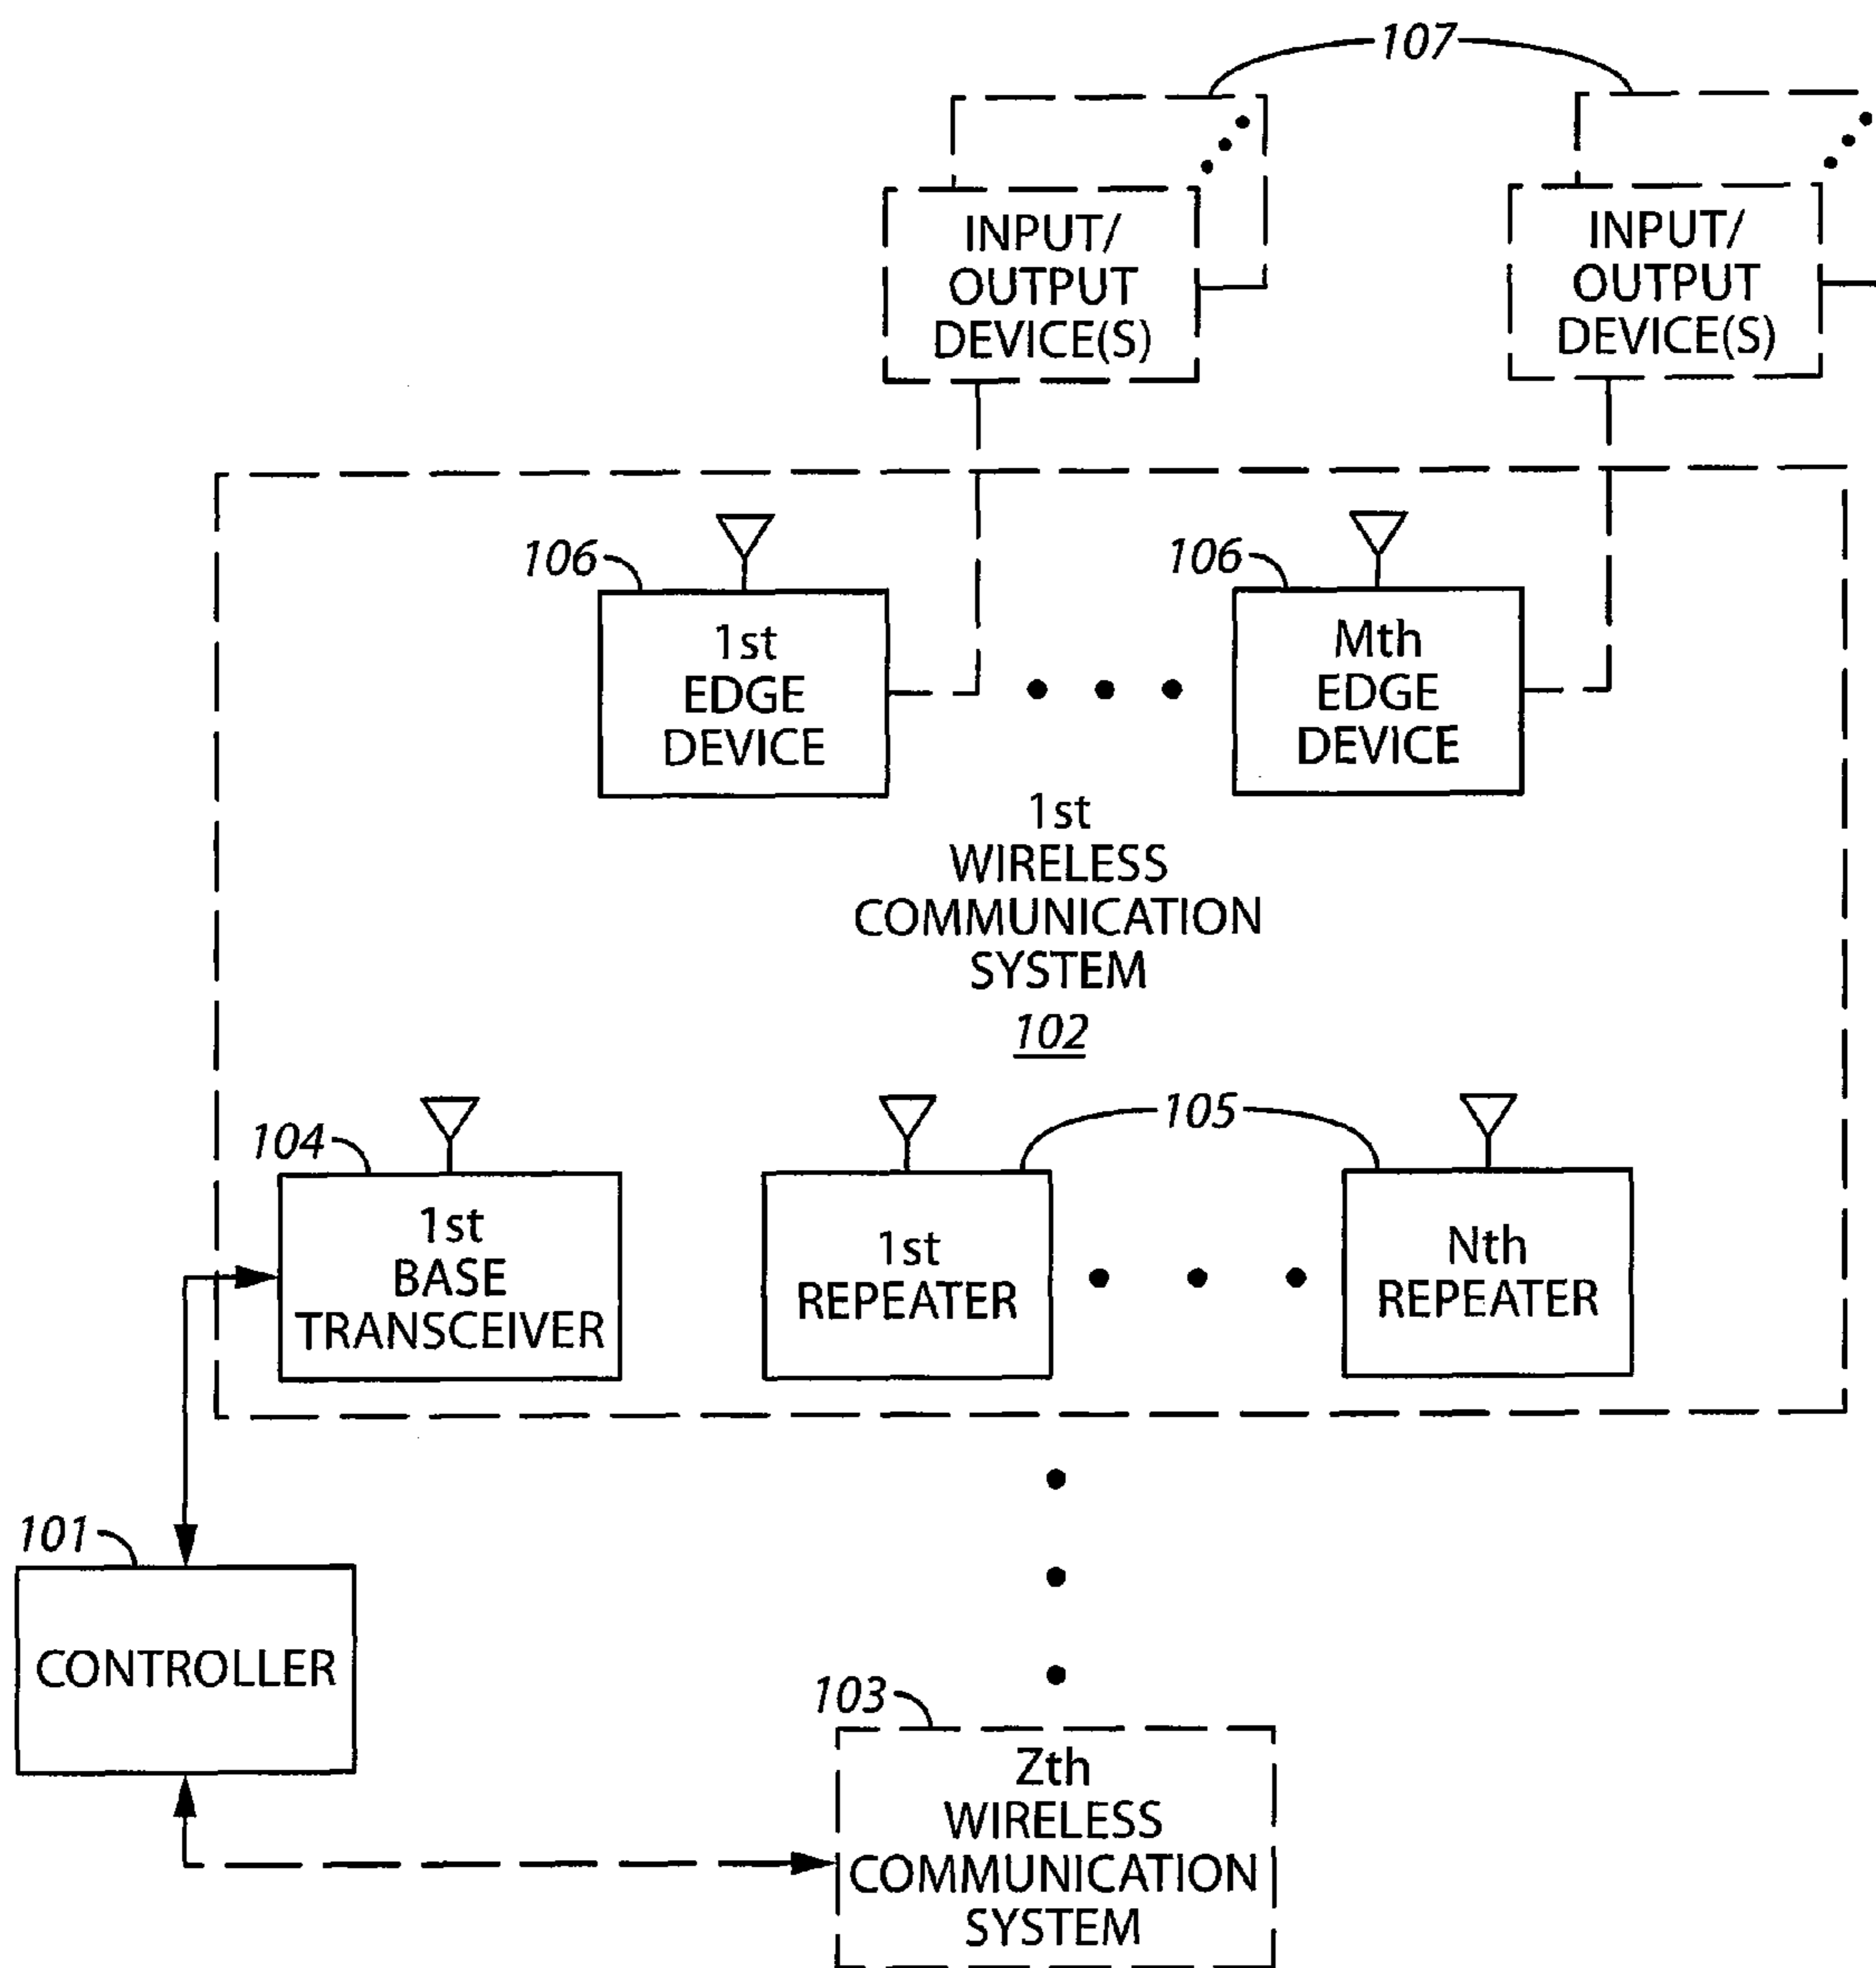 107
INPUT/
OUTPUT
DEVICE(S)
INPUT/
OUTPUT
DEVICE(S)
106
1st
EDGE
DEVICE
106
Mth
EDGE
DEVICE
1st
WIRELESS
COMMUNICATION
SYSTEM
102
104
1st
BASE
TRANSCEIVER
105
1st
REPEATER
Nth
REPEATER
101
CONTROLLER
103
Zth
WIRELESS
COMMUNICATION
SYSTEM